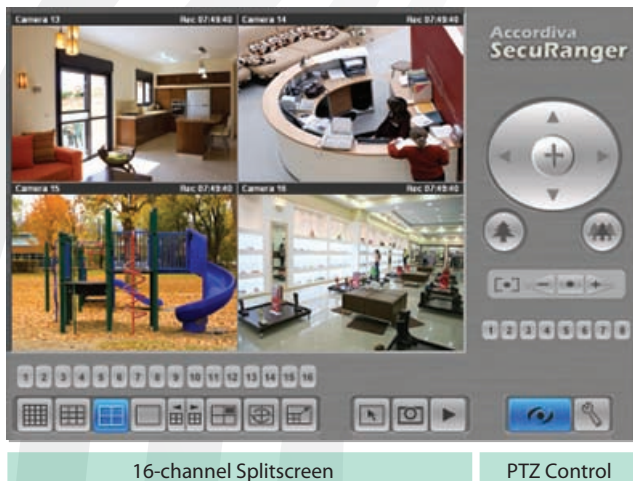 Camera 13 Rec 07:49:40 Camera 14 Rec 07:49:40
Accordiva
SecuRanger
Camera 15 Rec 07:49:40 Camera 16 Rec 07:49:40
1 2 3 4 5 6 7 8
1 2 3 4 5 6 7 8 9 10 11 12 13 14 15 16
16-channel Splitscreen PTZ Control